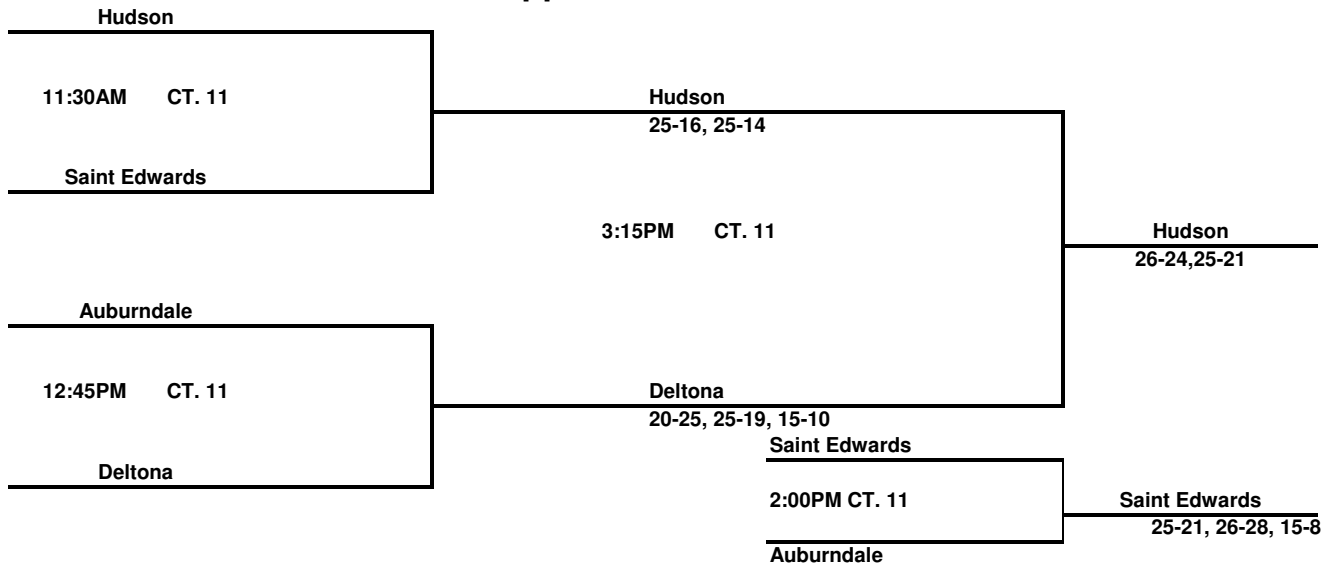 Hudson
11:30AM CT. 11
Hudson
25-16, 25-14
Saint Edwards
3:15PM CT. 11
Hudson
26-24,25-21
Auburndale
12:45PM CT. 11
Deltona
20-25, 25-19, 15-10
Saint Edwards
Deltona
2:00PM CT. 11
Saint Edwards
25-21, 26-28, 15-8
Auburndale